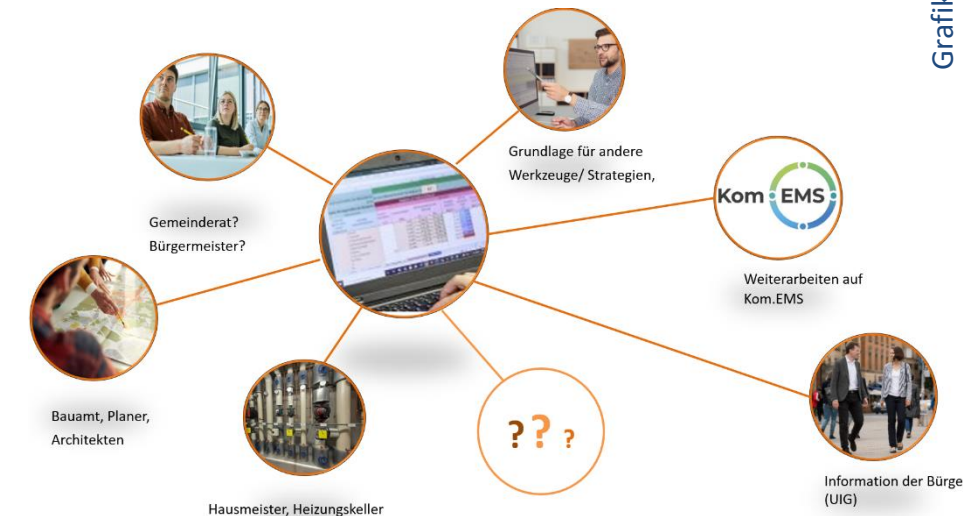 Grafik
Grundlage für andere
Werkzeuge/ Strategien,
Kom EMS
Gemeinderat?
Bürgermeister?
Weiterarbeiten auf
Kom.EMS
Bauamt, Planer,
Architekten
? ? ?
Information der Bürge
(UIG)
Hausmeister, Heizungskeller